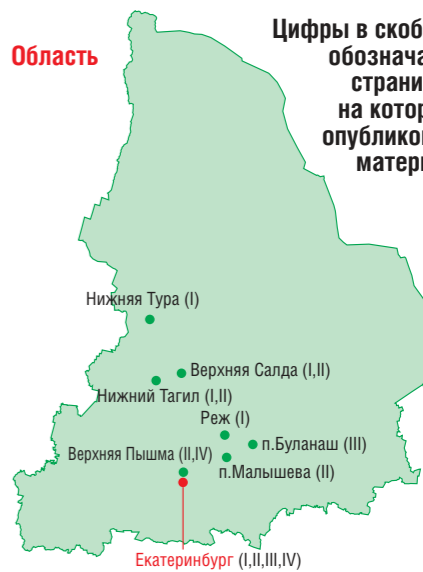 Область
Цифры в скоб
обознача
страни
на котор
опубликов
матери
Нижняя Тура (I)
Верхняя Салда (I,II)
Нижний Тагил (I,II)
Реж (I)
п.Буланаш (III)
Верхняя Пышма (II,IV)
п.Малышева (II)
Екатеринбург (I,II,III,IV)